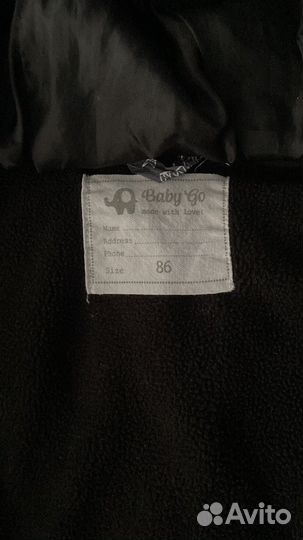 Baby Go
made with love!
Name
Address
Phone
Size 86
Avito